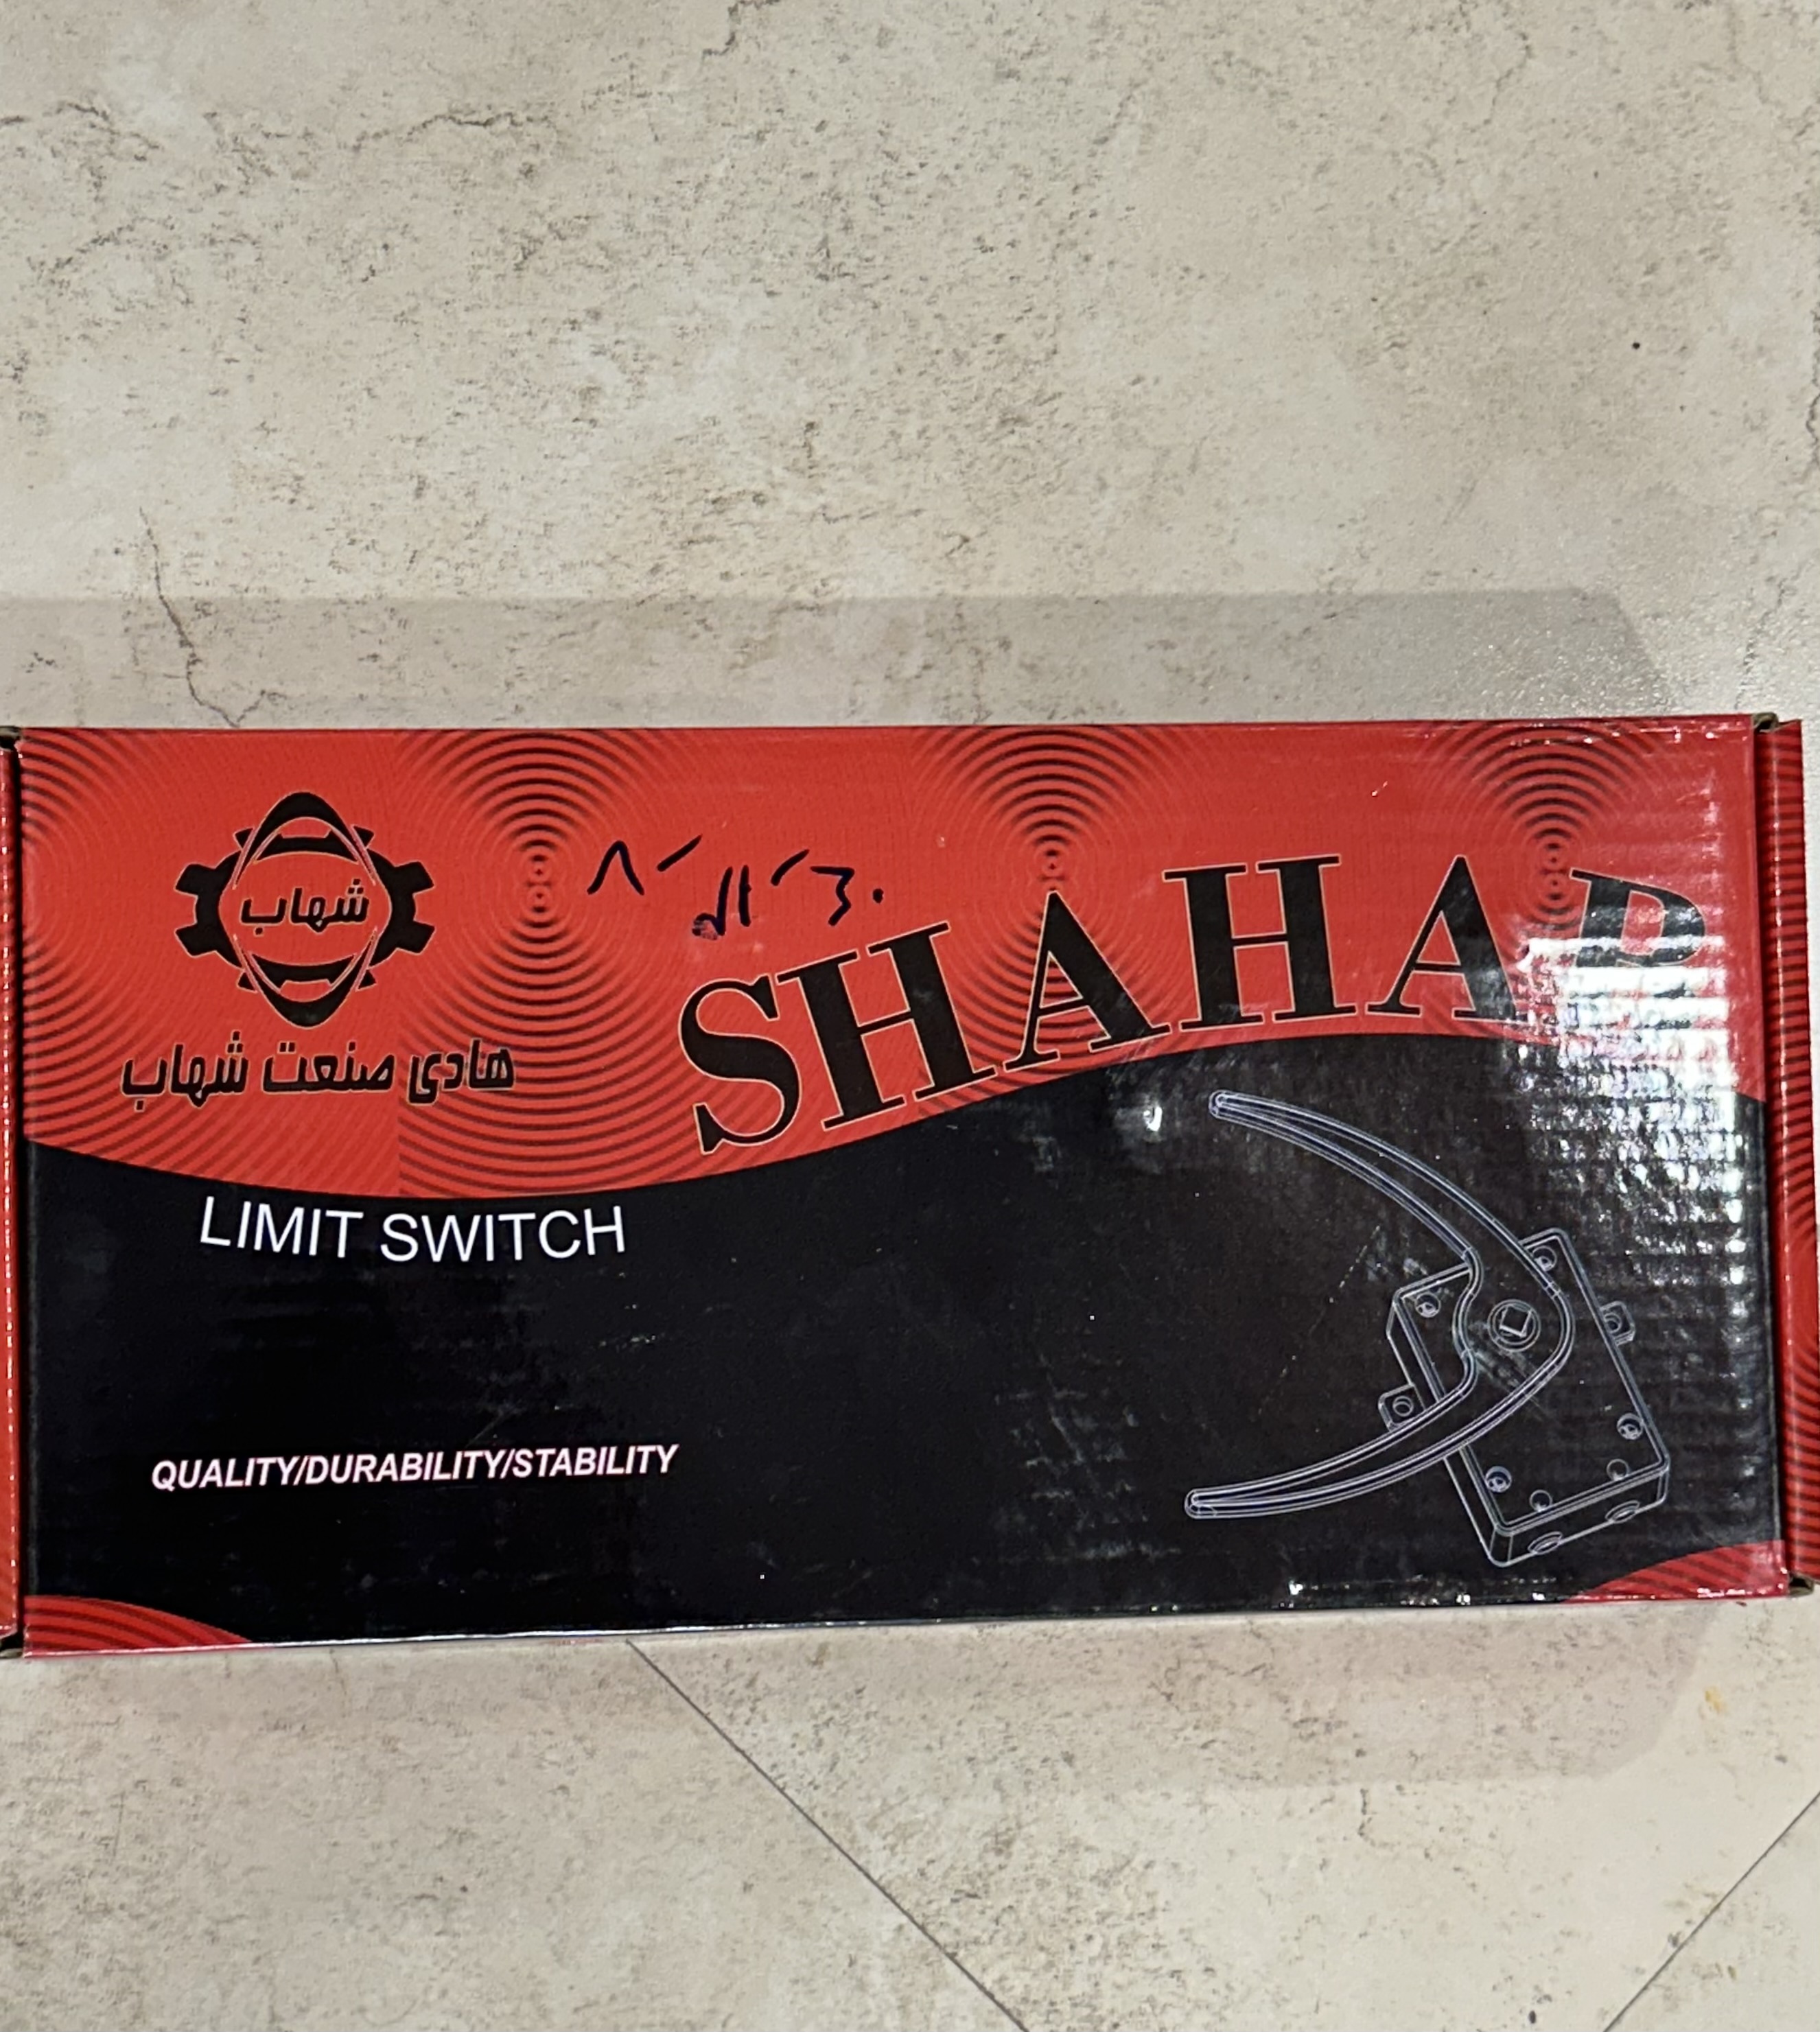 شهاب
هادی صنعت شهاب
SHAHAB
LIMIT SWITCH
QUALITY/DURABILITY/STABILITY